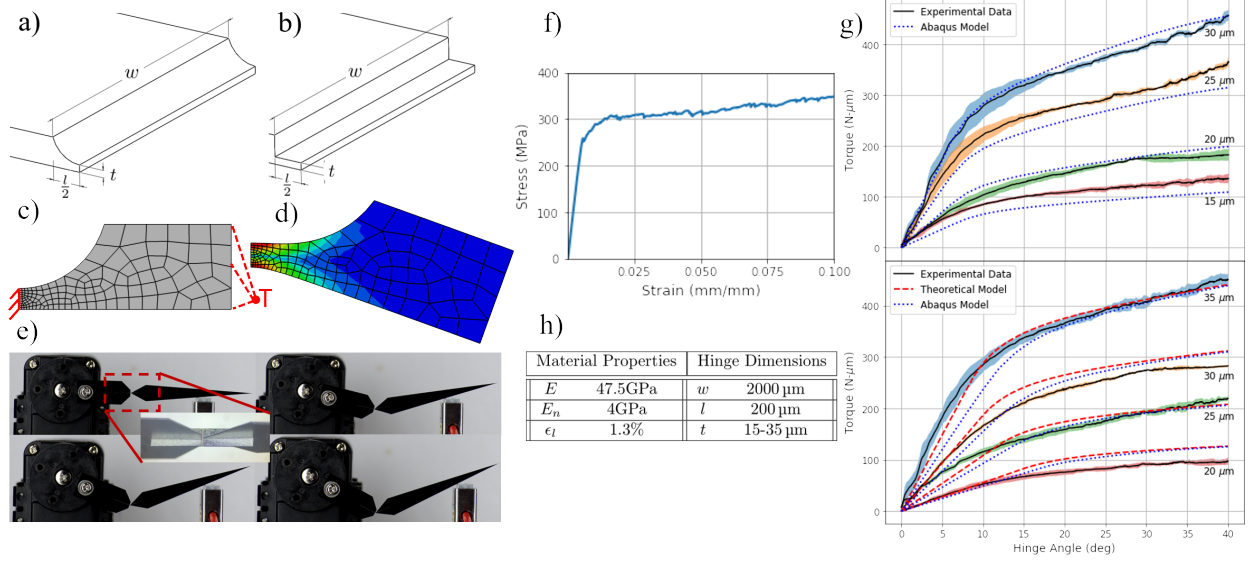 a)
w
l
2
t
b)
w
l
2
t
c)
T
d)
e)
f)
400
300
200
100
0
Stress (MPa)
0.025
0.050
0.075
0.100
Strain (mm/mm)
h)
Material Properties Hinge Dimensions
E 47.5GPa w 2000 µm
Eₙ 4GPa l 200 µm
ϵₗ 1.3% t 15-35 µm
g)
Experimental Data
Abaqus Model
30 µm
25 µm
20 µm
15 µm
400
300
200
100
0
Torque (N-µm)
Experimental Data
Theoretical Model
Abaqus Model
35 µm
30 µm
25 µm
20 µm
400
300
200
100
0
Torque (N-µm)
0 5 10 15 20 25 30 35 40
Hinge Angle (deg)